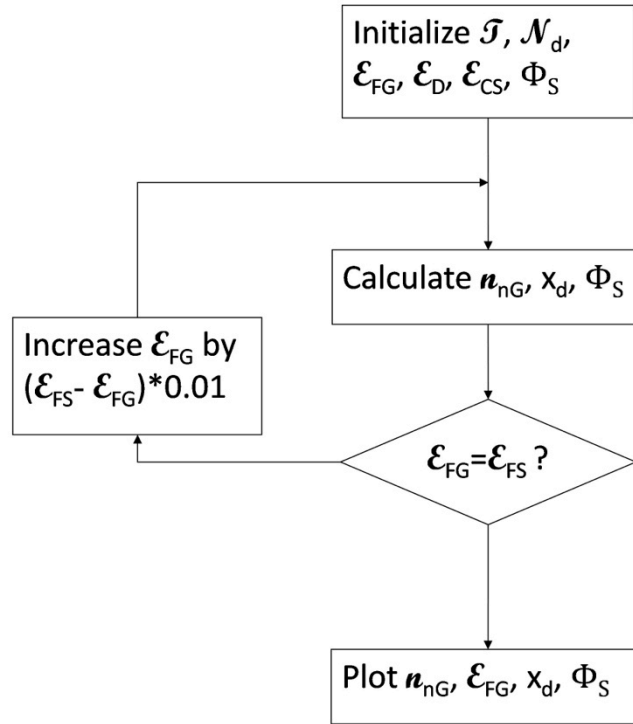 Initialize 𝓣, 𝓝d,
𝓔FG, 𝓔D, 𝓔CS, ΦS
Calculate 𝒏nG, xd, ΦS
Increase 𝓔FG by
(𝓔FS- 𝓔FG)*0.01
𝓔FG=𝓔FS ?
Plot 𝒏nG, 𝓔FG, xd, ΦS